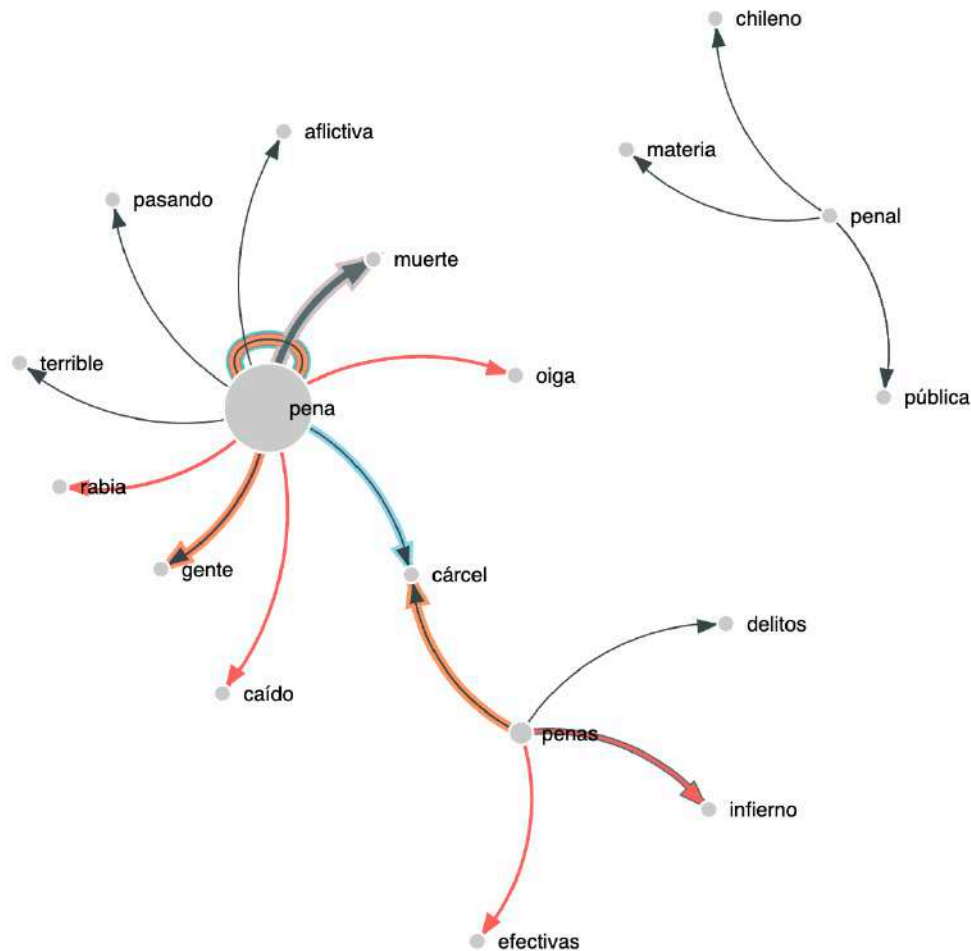 chileno
aflictiva
materia
pasando
penal
muerte
terrible
oiga
pública
pena
rabia
gente
cárcel
delitos
caído
penas
infierno
efectivas